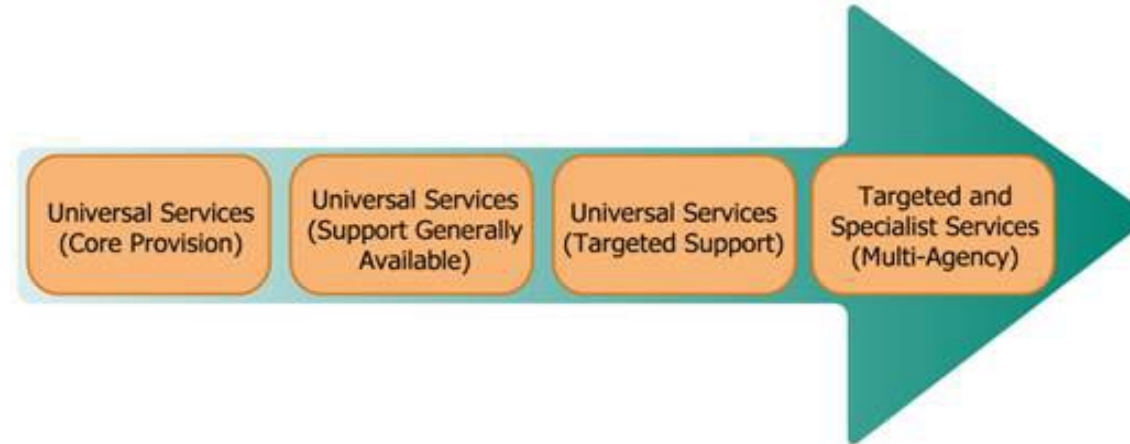 Universal Services
(Core Provision)
Universal Services
(Support Generally
Available)
Universal Services
(Targeted Support)
Targeted and
Specialist Services
(Multi-Agency)